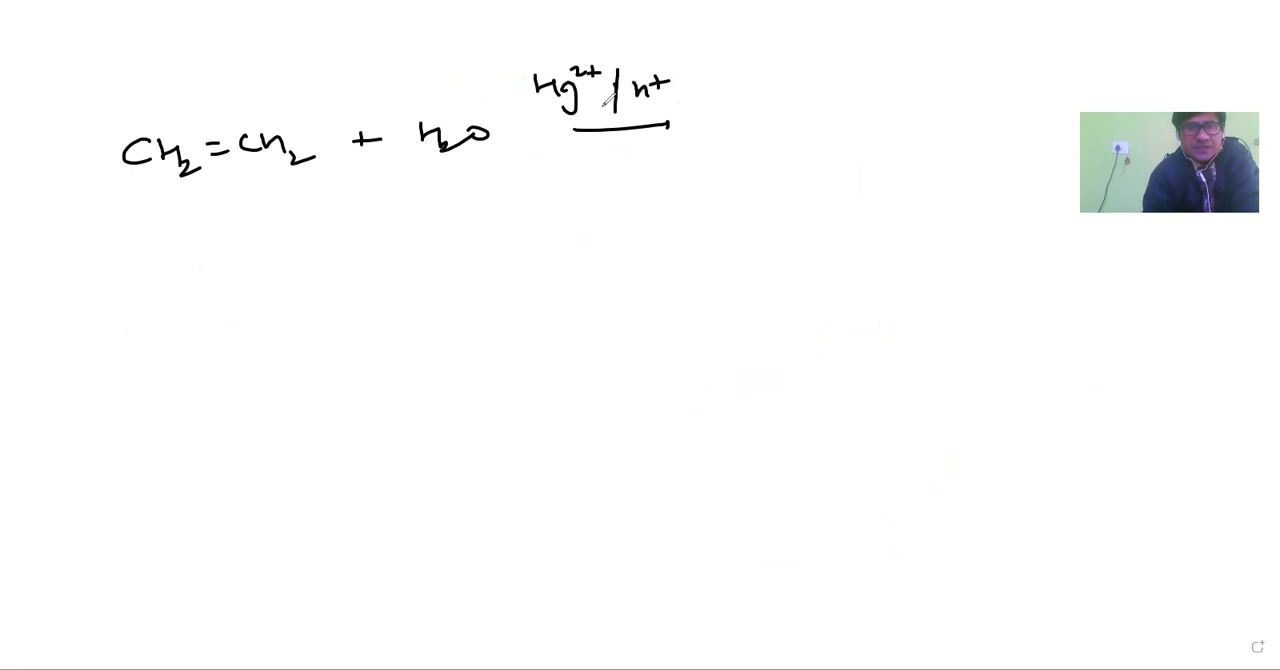 Hg²⁺ / H⁺
CH₂=CH₂ + H₂O